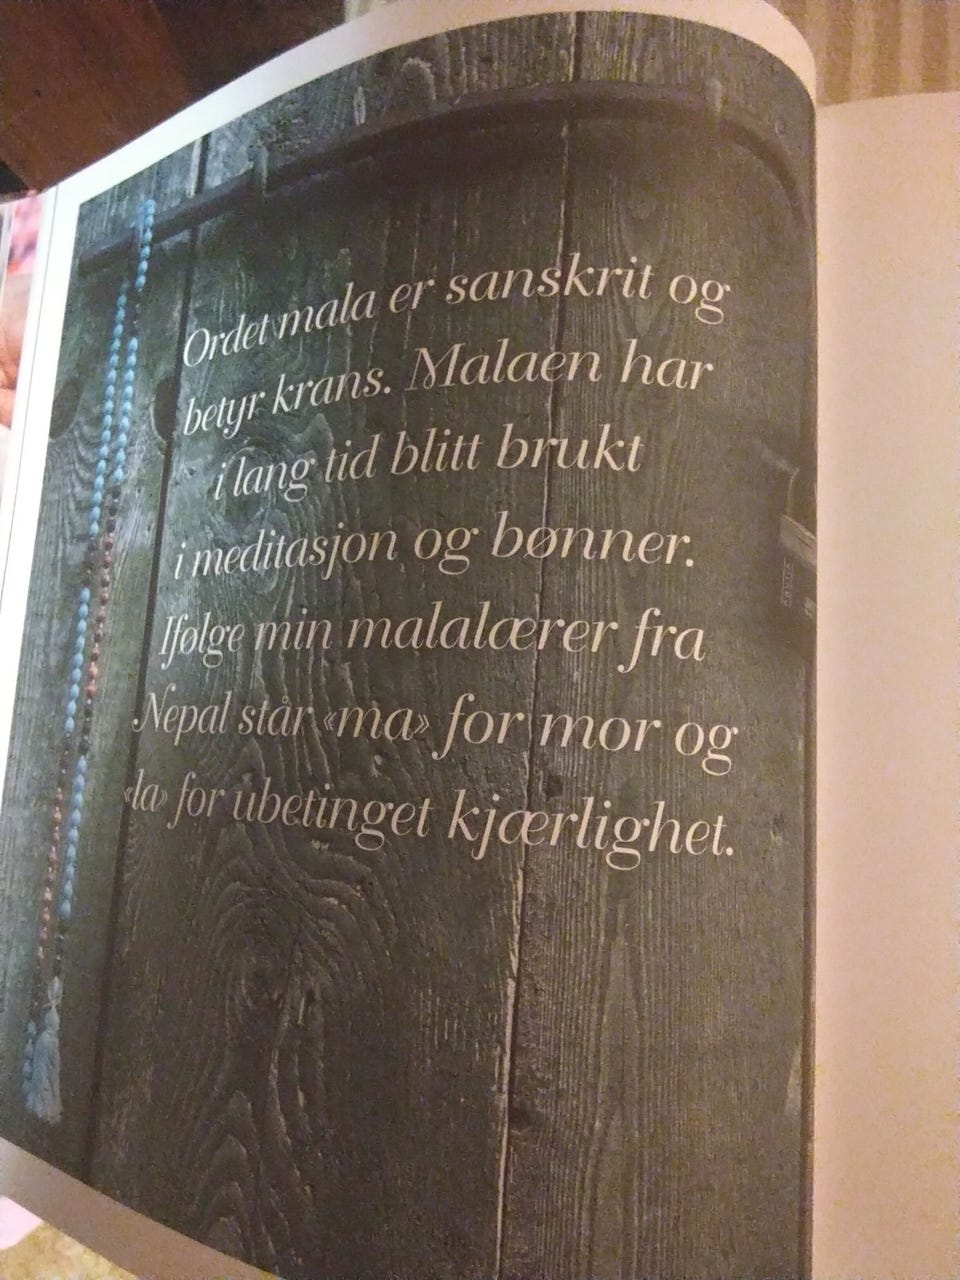 Ordet mala er sanskrit og
betyr krans. Malaen har
i lang tid blitt brukt
i meditasjon og bønner.
Ifølge min malalærer fra
Nepal står «ma» for mor og
«la» for ubetinget kjærlighet.